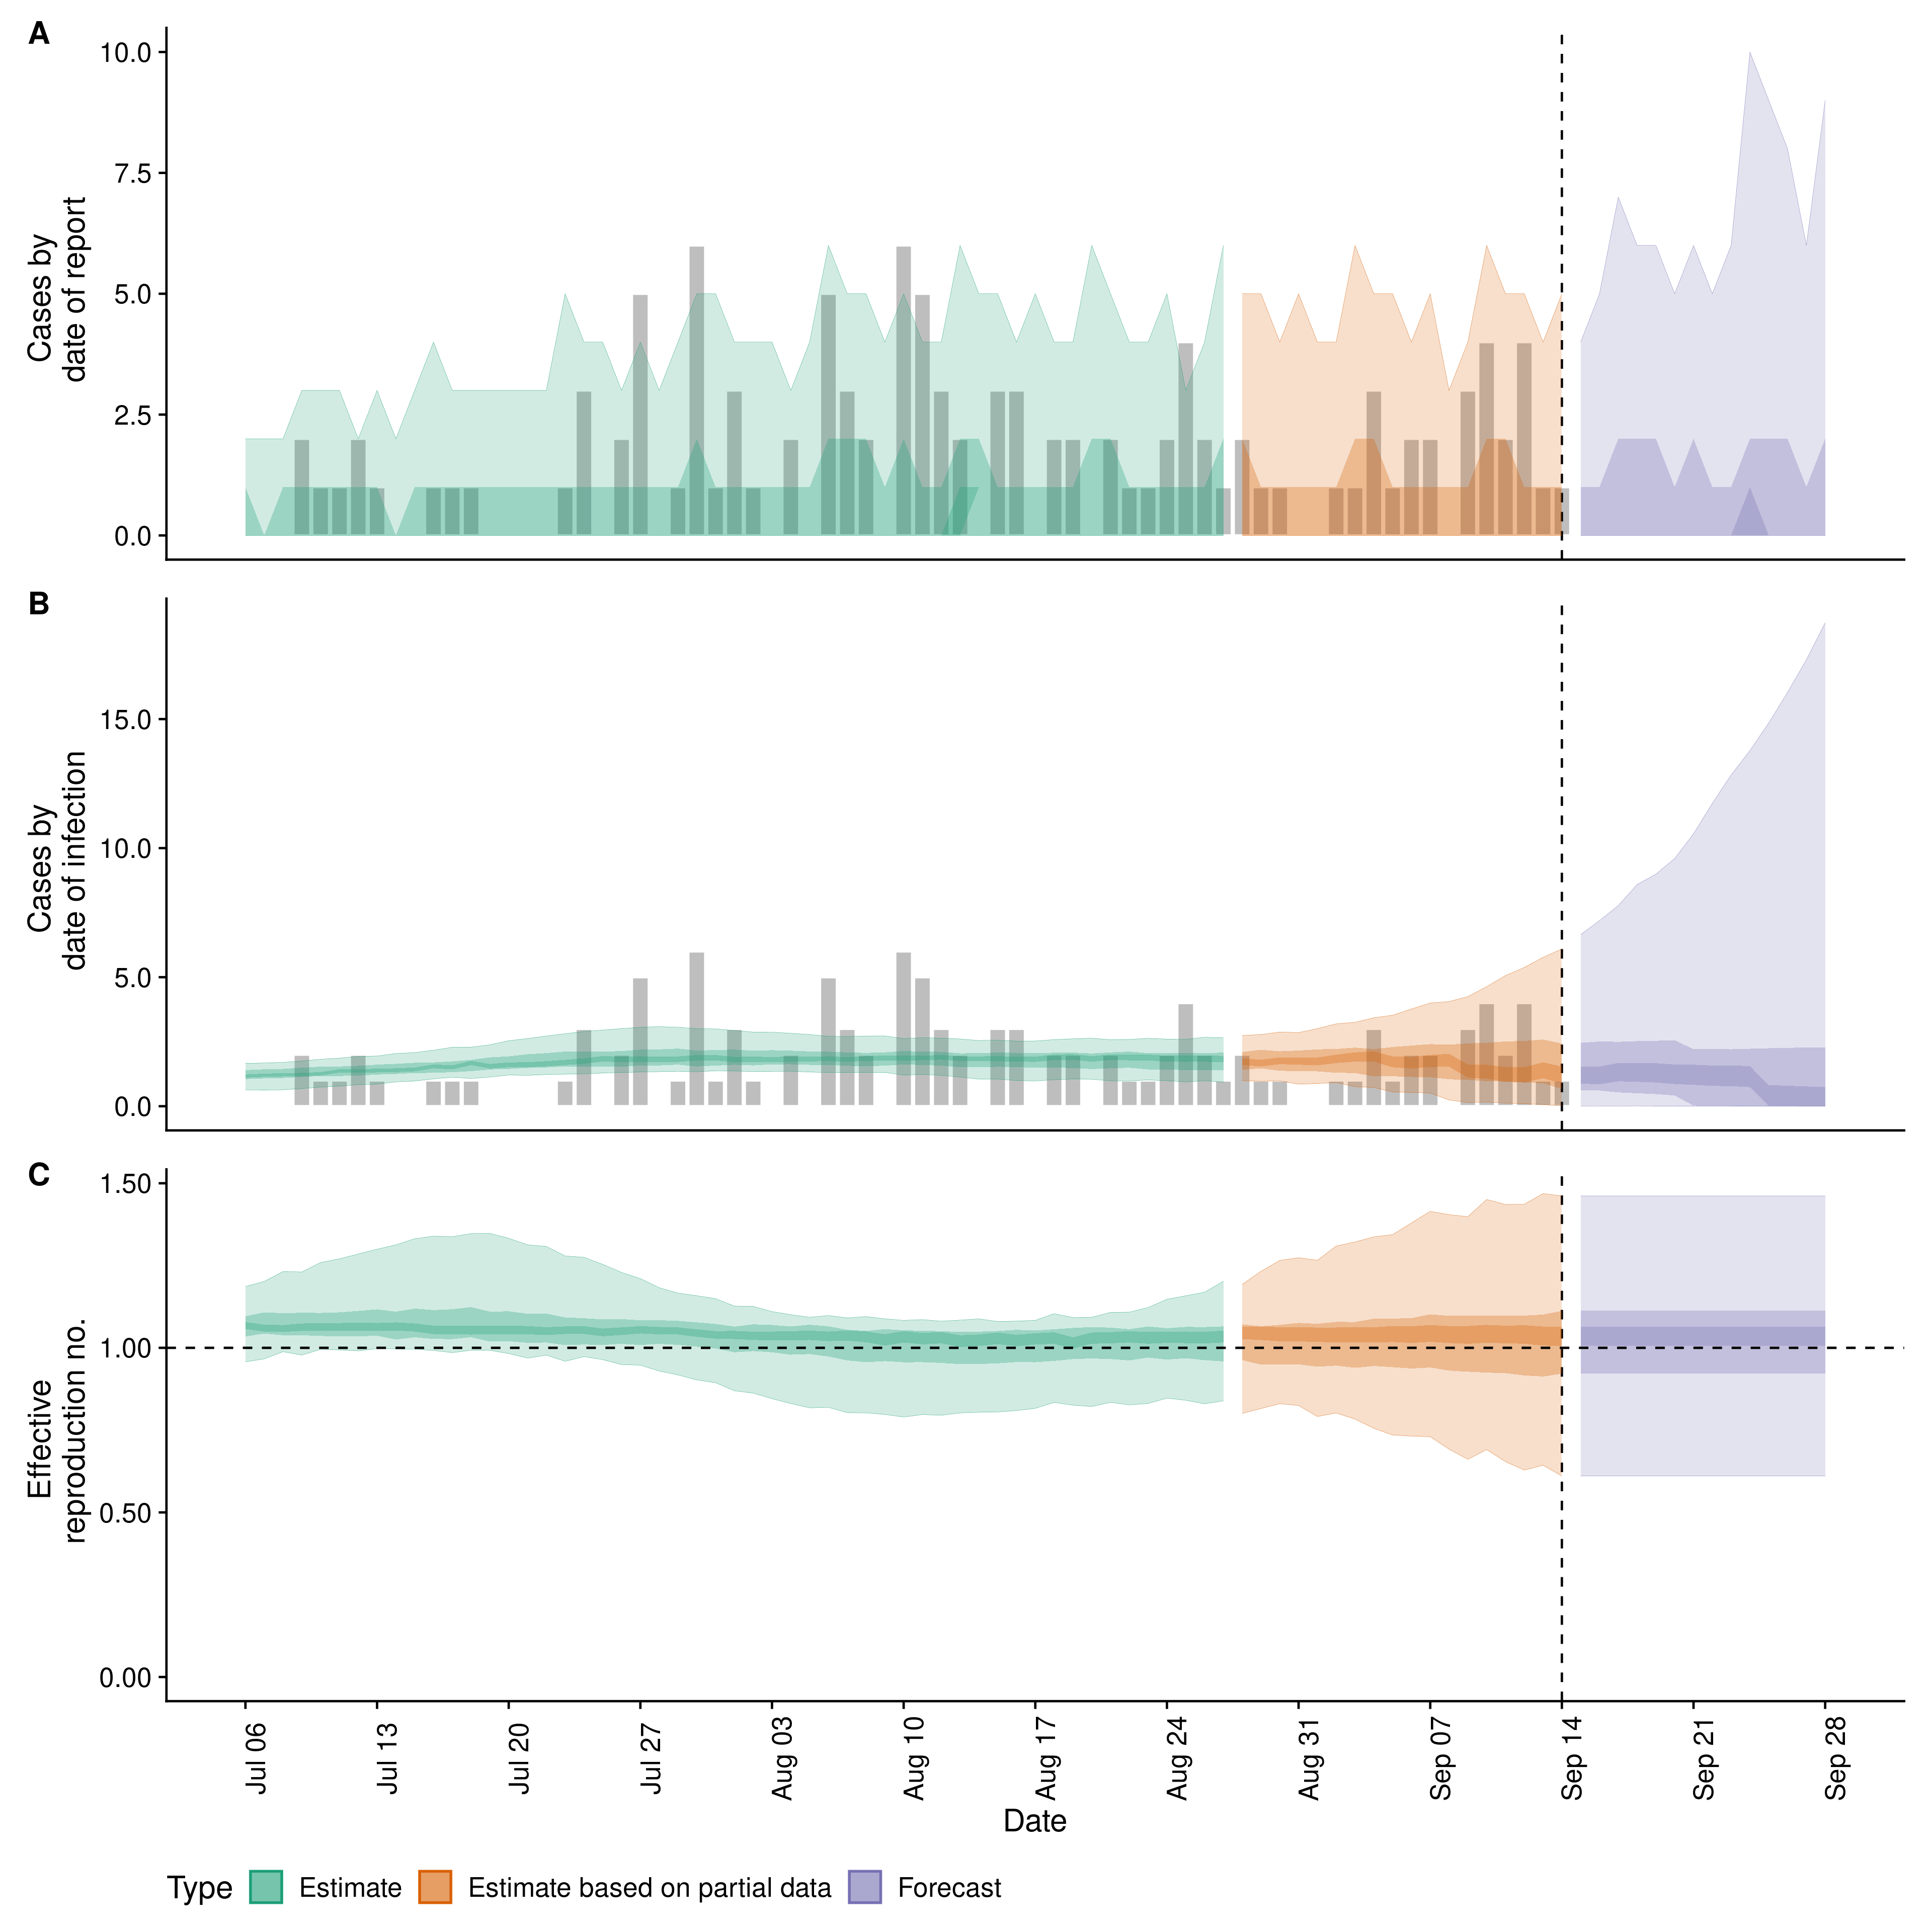 A
Cases by
date of report
10.0
7.5
5.0
2.5
0.0
B
Cases by
date of infection
15.0
10.0
5.0
0.0
C
Effective
reproduction no.
1.50
1.00
0.50
0.00
Jul 06
Jul 13
Jul 20
Jul 27
Aug 03
Aug 10
Aug 17
Aug 24
Aug 31
Sep 07
Sep 14
Sep 21
Sep 28
Date
Type Estimate Estimate based on partial data Forecast